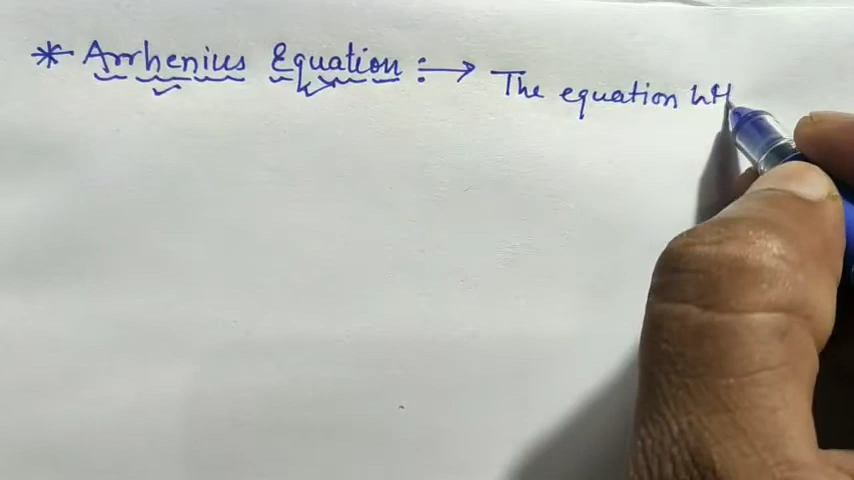 * Arrhenius Equation :→ The equation